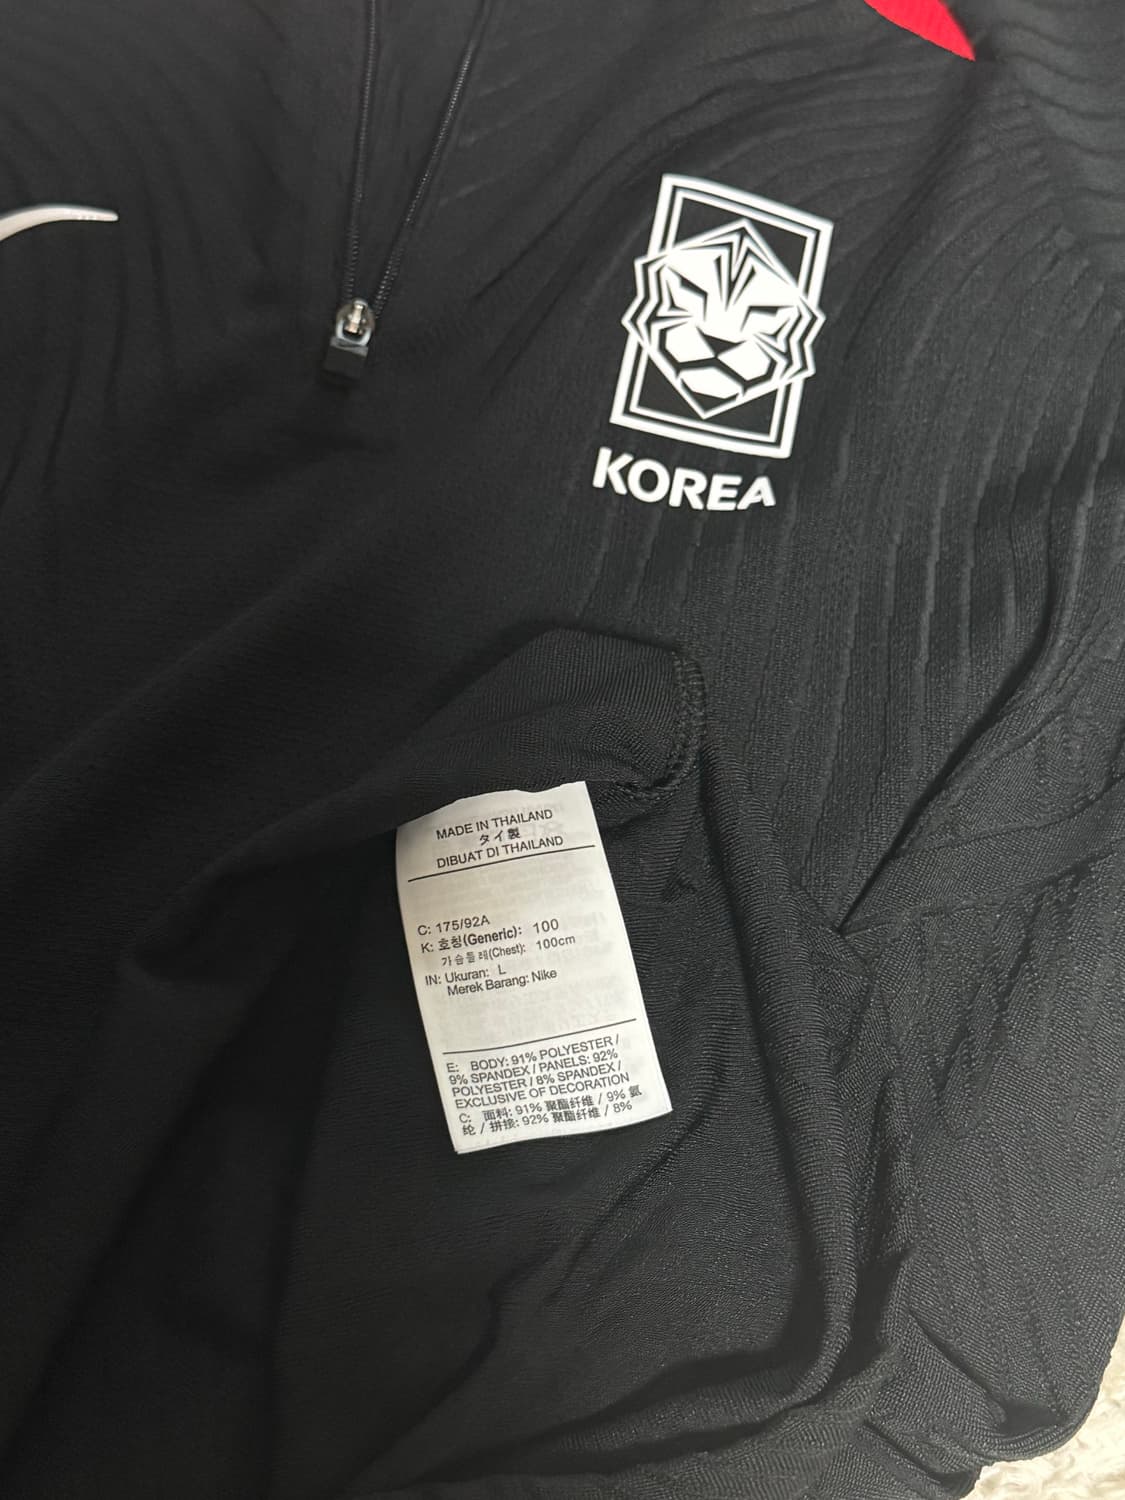 KOREA
MADE IN THAILAND
タイ製
DIBUAT DI THAILAND
C: 175/92A
K: 호칭(Generic): 100
가슴둘레(Chest): 100cm
IN: Ukuran: L
Merek Barang: Nike
E: BODY: 91% POLYESTER /
9% SPANDEX / PANELS: 92%
POLYESTER / 8% SPANDEX /
EXCLUSIVE OF DECORATION
C: 面料: 91% 聚酯纤维 / 9% 氨
纶 / 拼接: 92% 聚酯纤维 / 8%